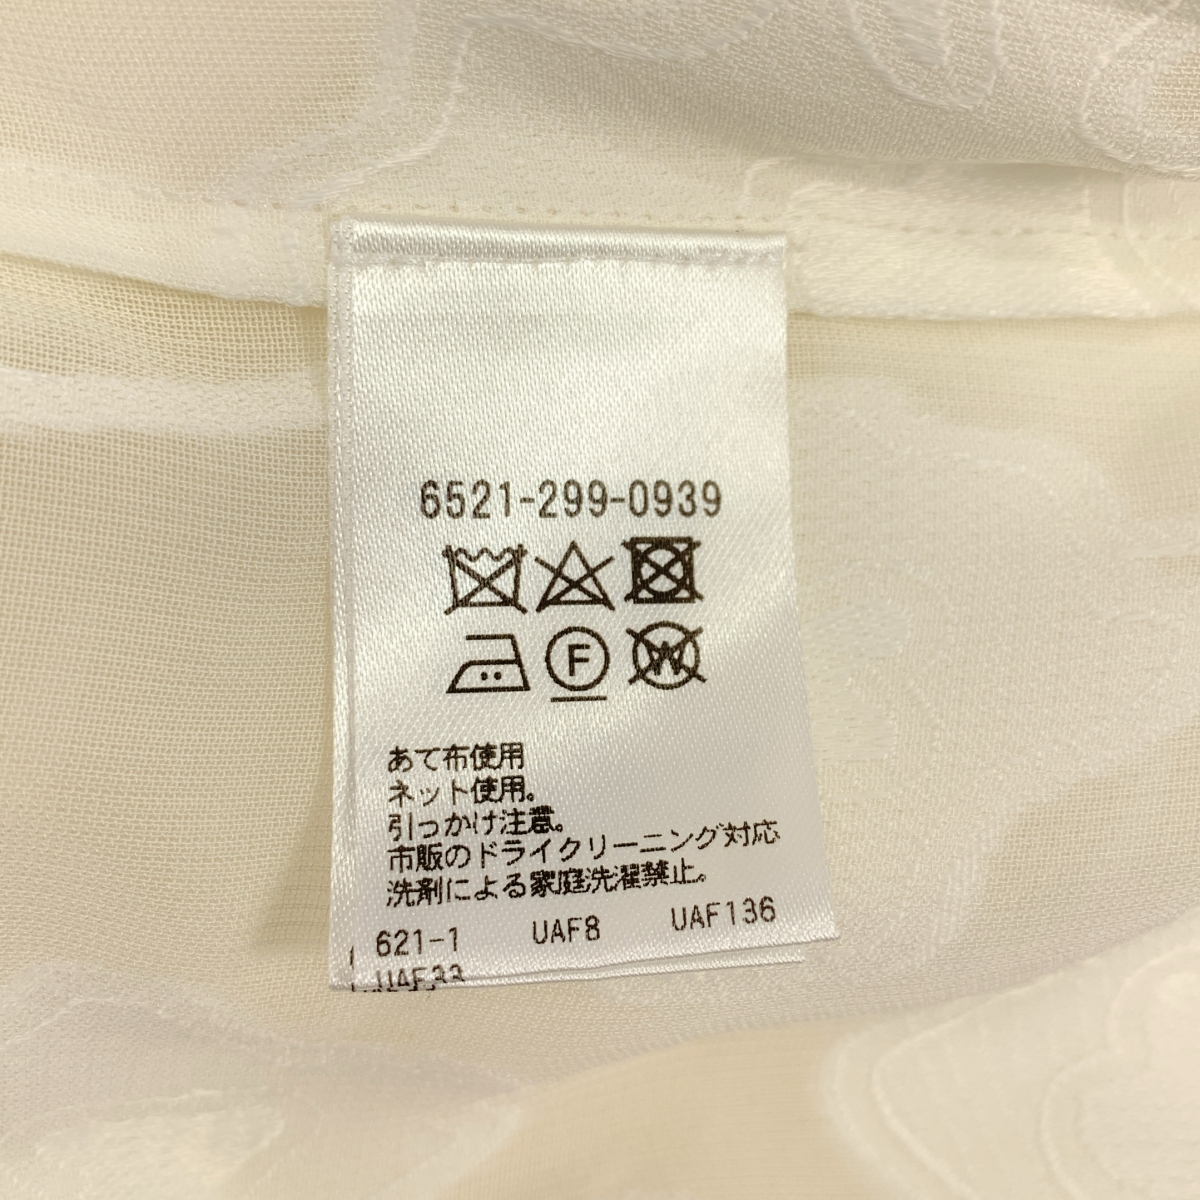 6521-299-0939
F W
あて布使用
ネット使用。
引っかけ注意。
市販のドライクリーニング対応
洗剤による家庭洗濯禁止。
621-1 UAF8 UAF136
UAF33